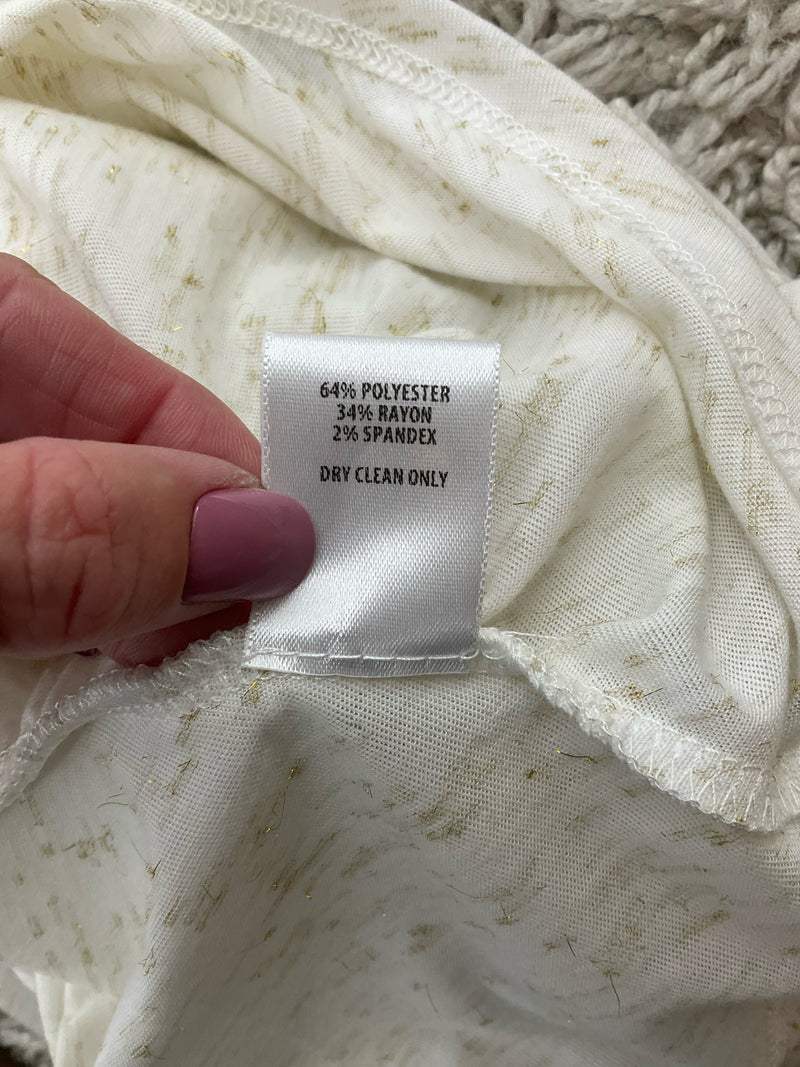 64% POLYESTER
34% RAYON
2% SPANDEX
DRY CLEAN ONLY